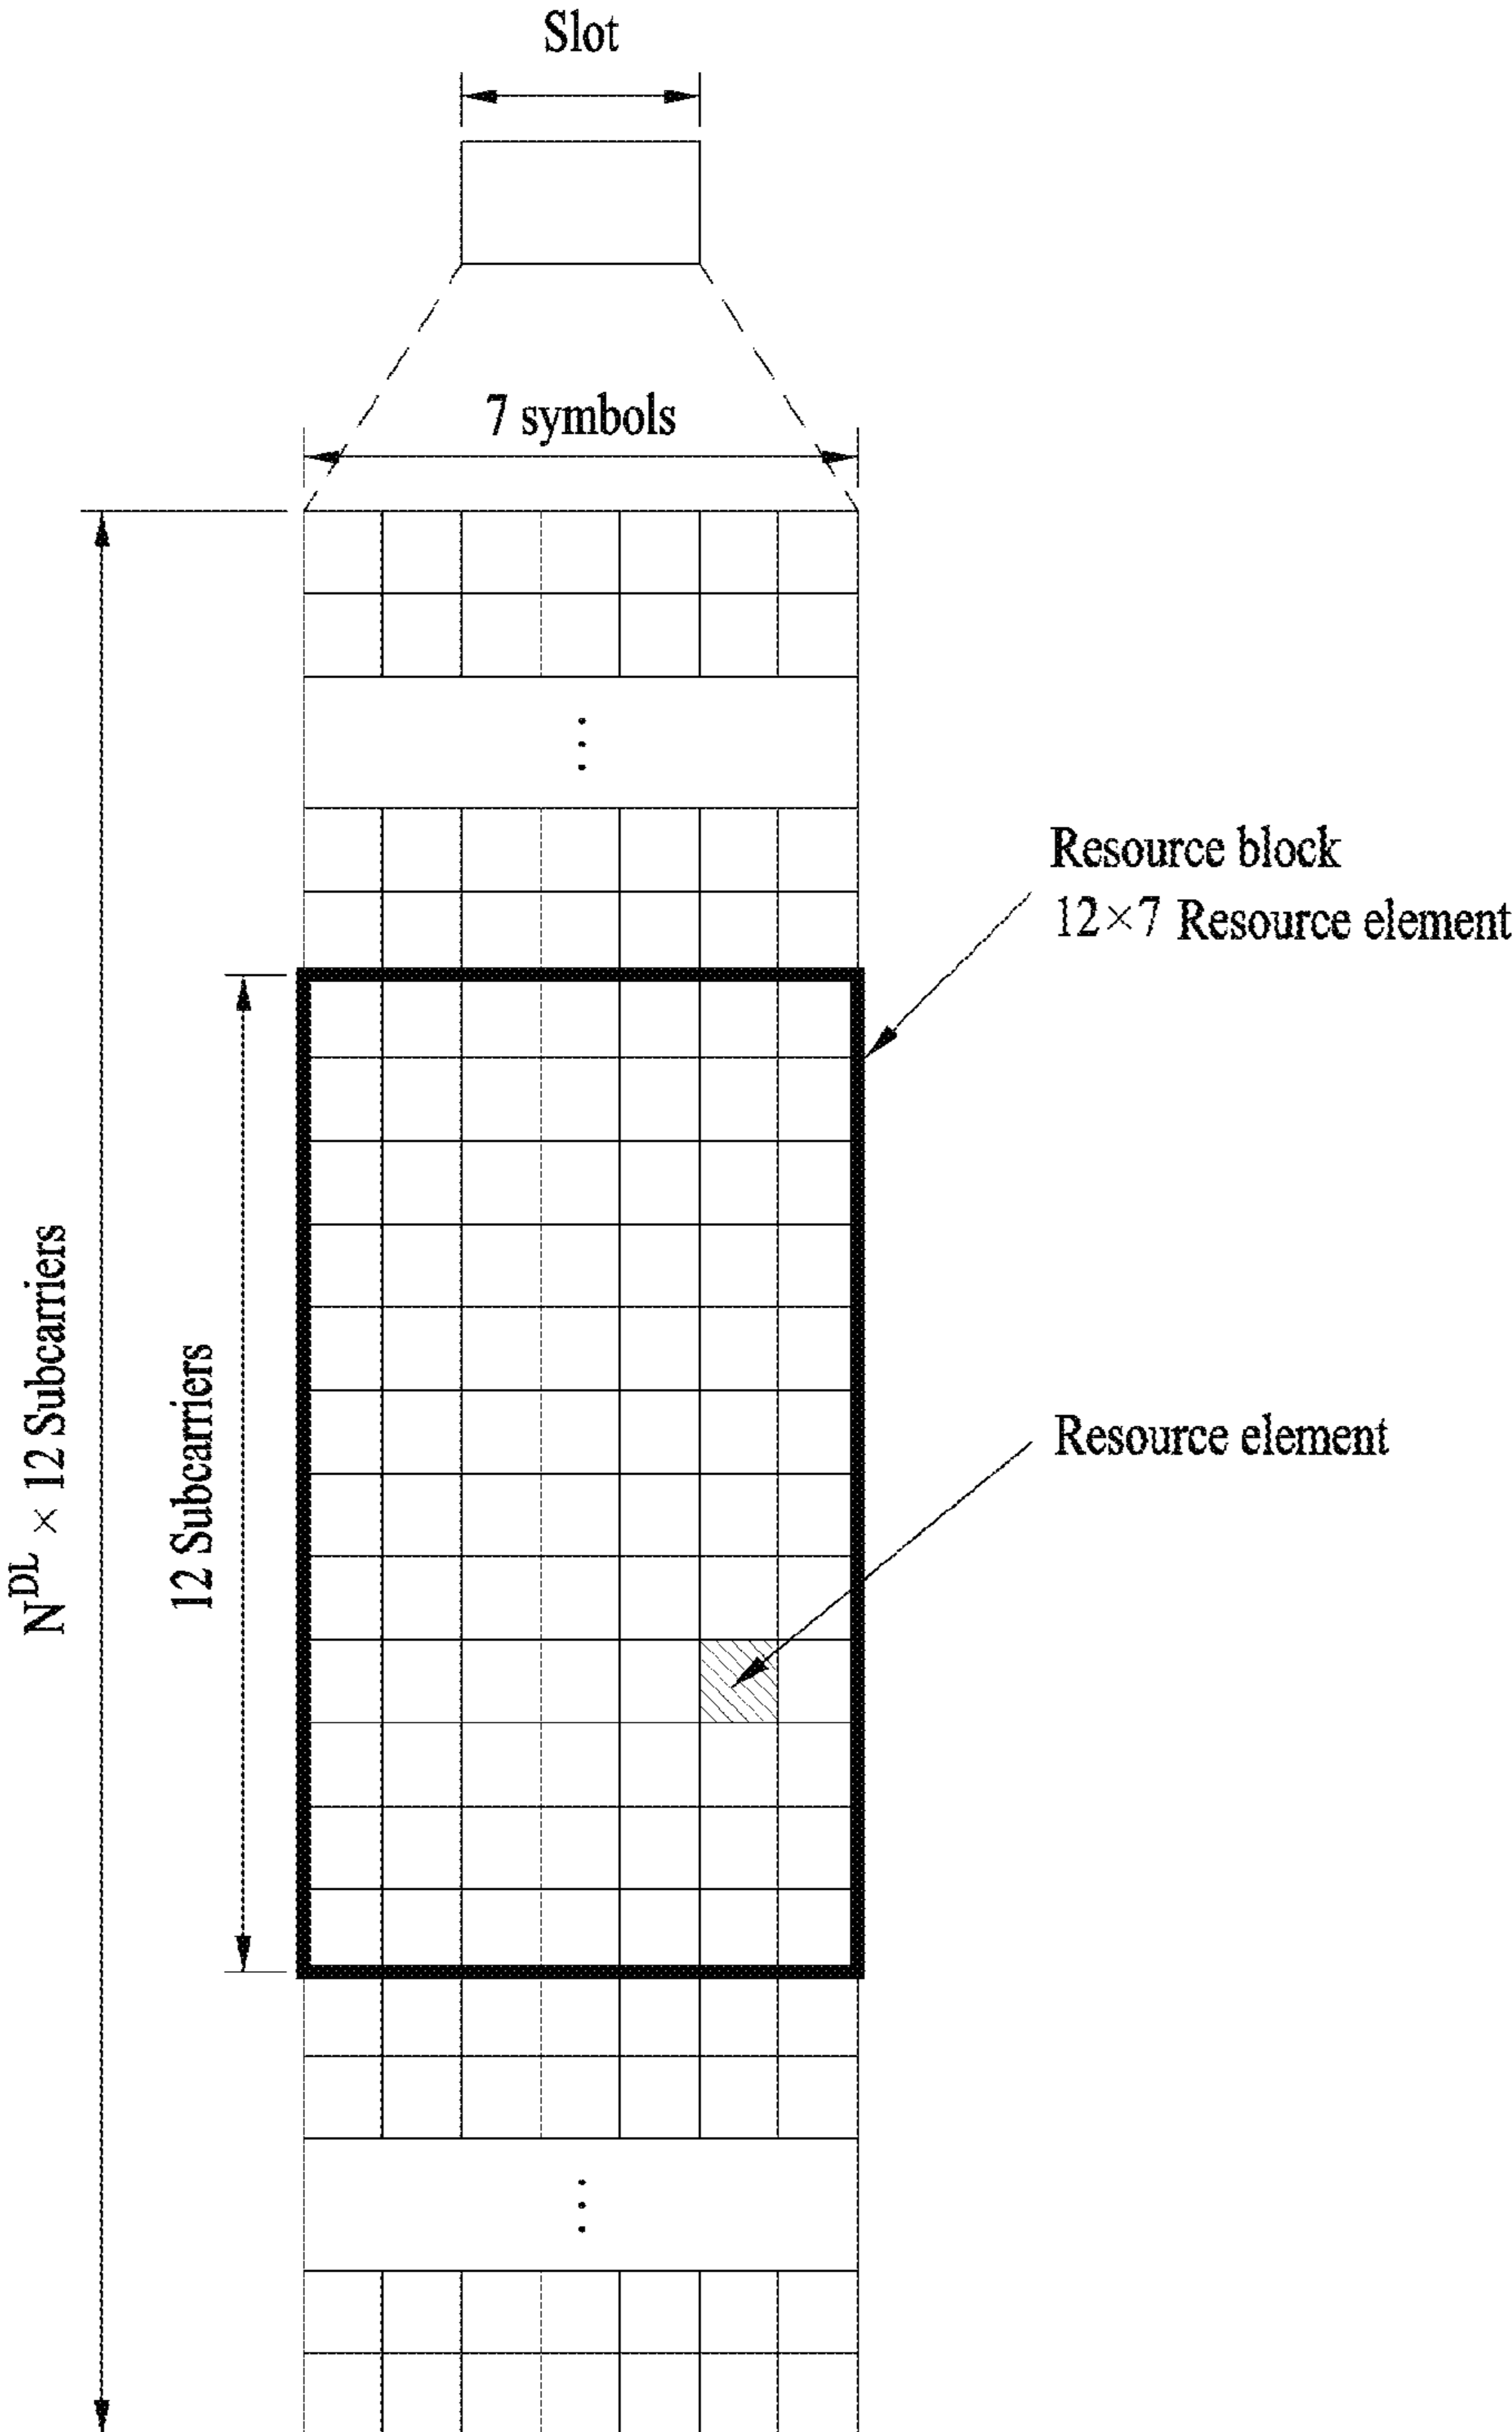 Slot
7 symbols
Resource block
12×7 Resource element
N^DL × 12 Subcarriers
12 Subcarriers
Resource element